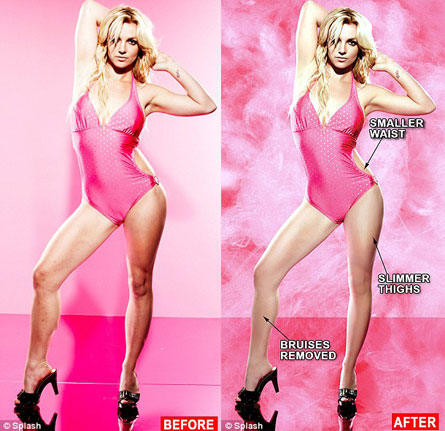 SMALLER
WAIST
SLIMMER
THIGHS
BRUISES
REMOVED
© Splash
BEFORE
© Splash
AFTER